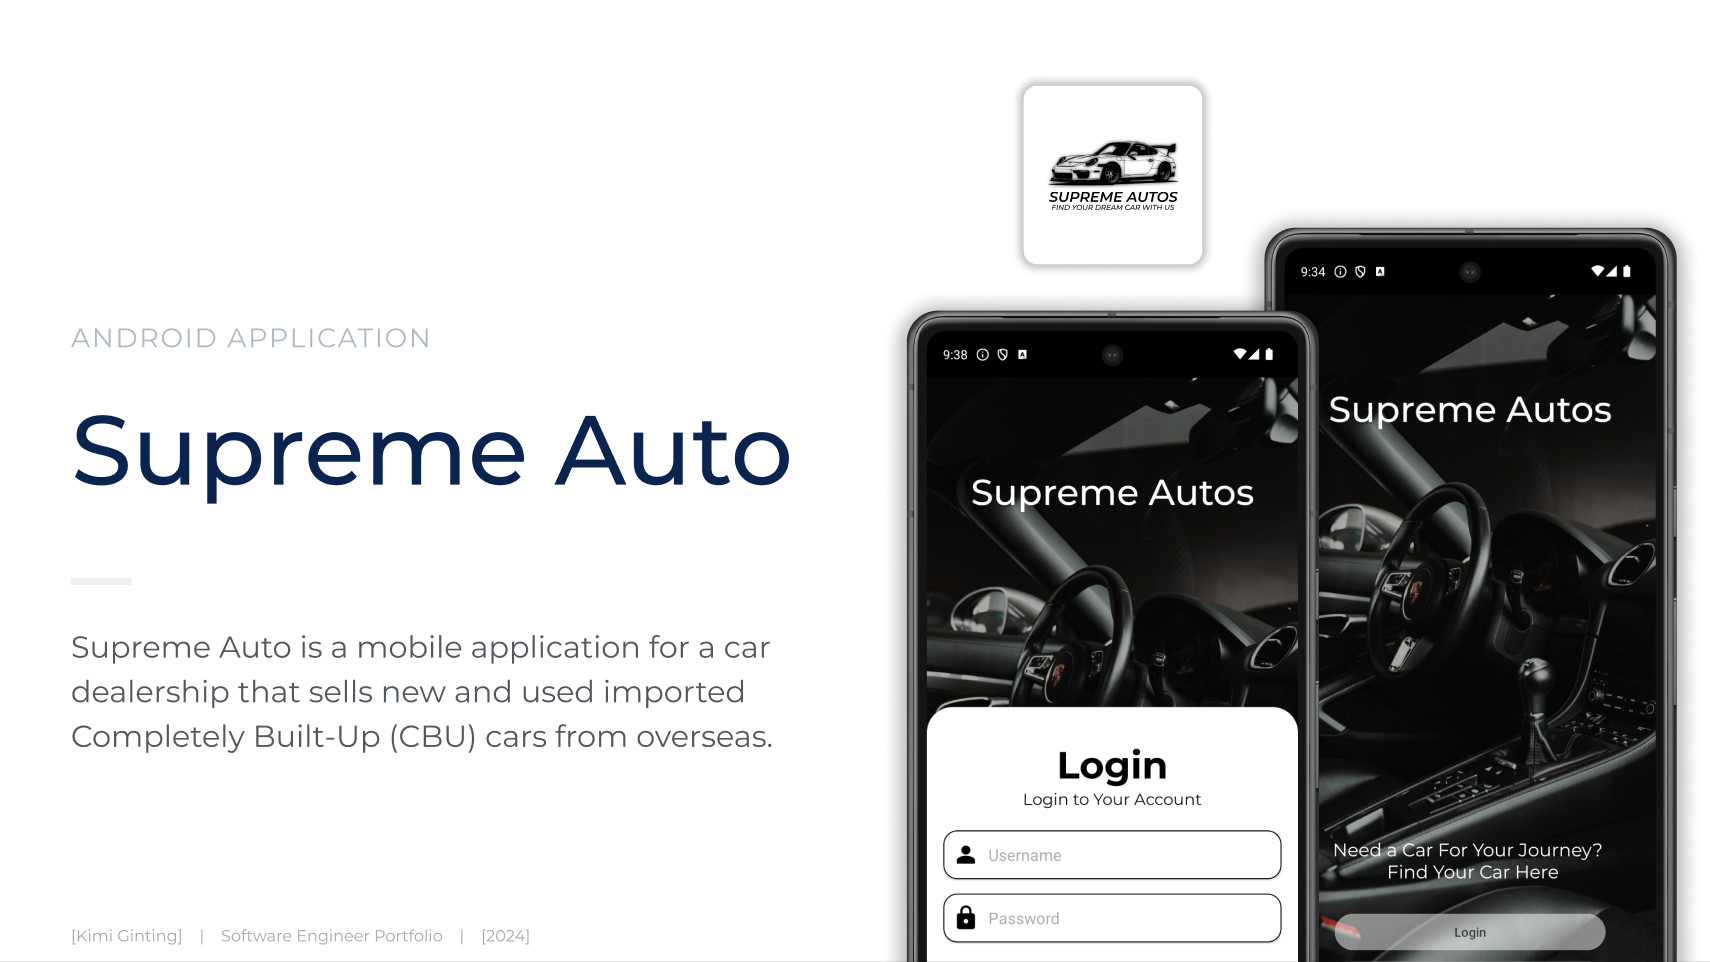 ANDROID APPLICATION
Supreme Auto
Supreme Auto is a mobile application for a car
dealership that sells new and used imported
Completely Built-Up (CBU) cars from overseas.
[Kimi Ginting] | Software Engineer Portfolio | [2024]
SUPREME AUTOS
FIND YOUR DREAM CAR WITH US
9:38
Supreme Autos
Login
Login to Your Account
Username
Password
9:34
Supreme Autos
Need a Car For Your Journey?
Find Your Car Here
Login